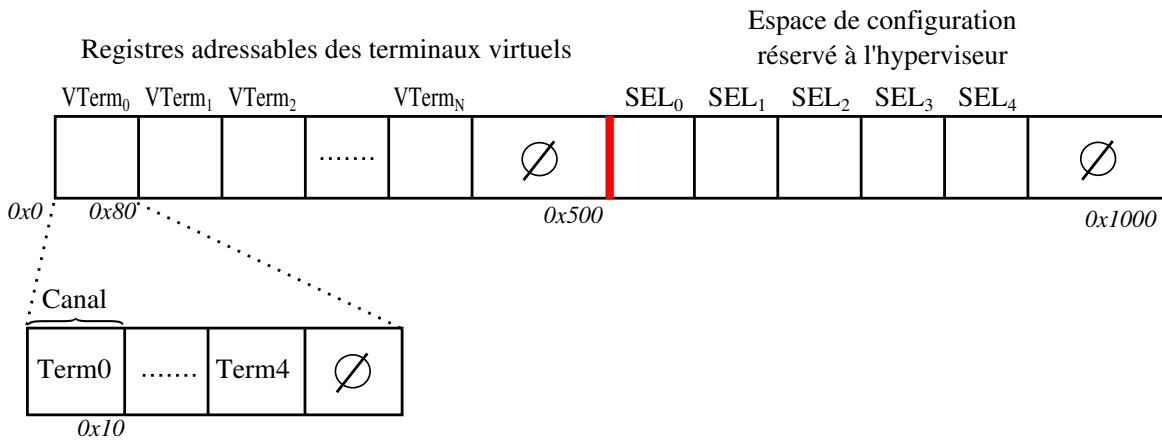 Espace de configuration
réservé à l'hyperviseur
Registres adressables des terminaux virtuels
VTerm₀ VTerm₁ VTerm₂ VTermN SEL₀ SEL₁ SEL₂ SEL₃ SEL₄
....... ∅ ∅
0x0 0x80 0x500 0x1000
Canal
Term0 ....... Term4 ∅
0x10